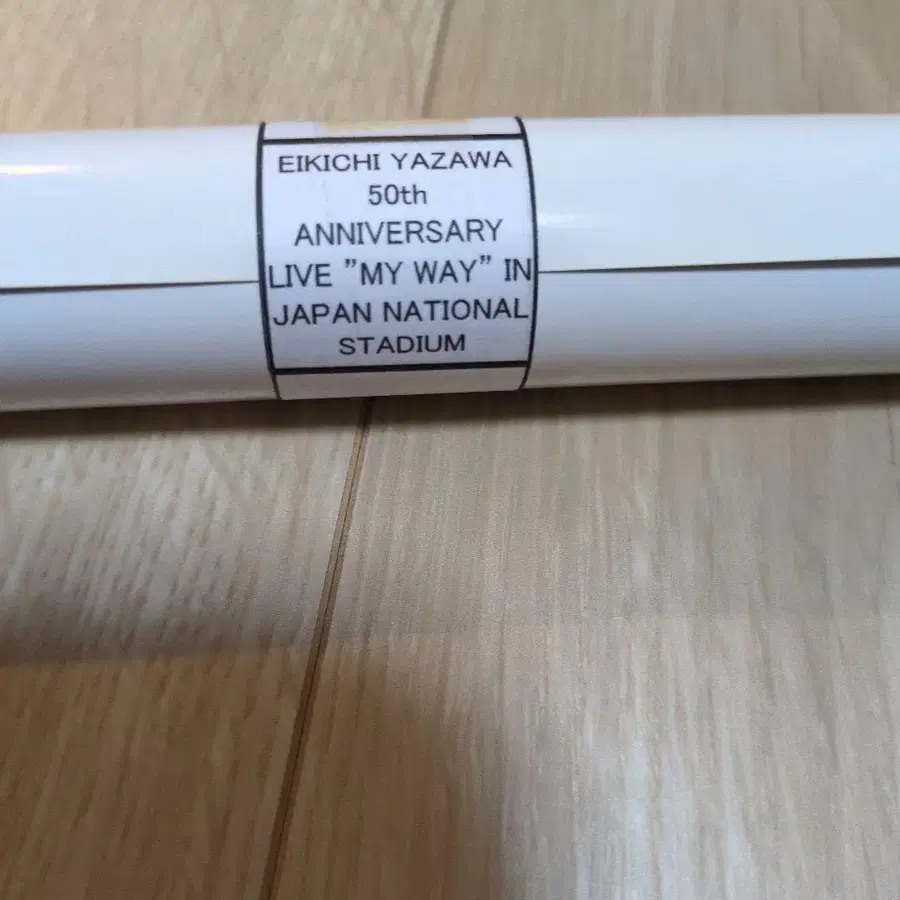 EIKICHI YAZAWA
50th
ANNIVERSARY
LIVE ”MY WAY” IN
JAPAN NATIONAL
STADIUM